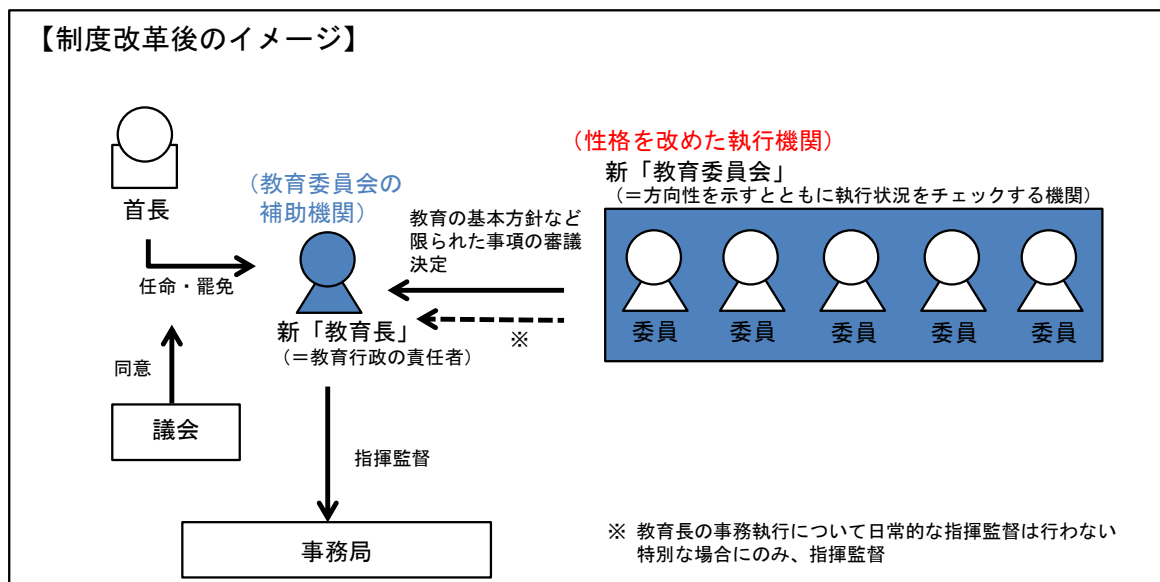 【制度改革後のイメージ】
首長
任命・罷免
同意
議会
（教育委員会の
補助機関）
新「教育長」
（＝教育行政の責任者）
指揮監督
事務局
教育の基本方針など
限られた事項の審議
決定
※
（性格を改めた執行機関）
新「教育委員会」
（＝方向性を示すとともに執行状況をチェックする機関）
委員 委員 委員 委員 委員
※ 教育長の事務執行について日常的な指揮監督は行わない
特別な場合にのみ、指揮監督